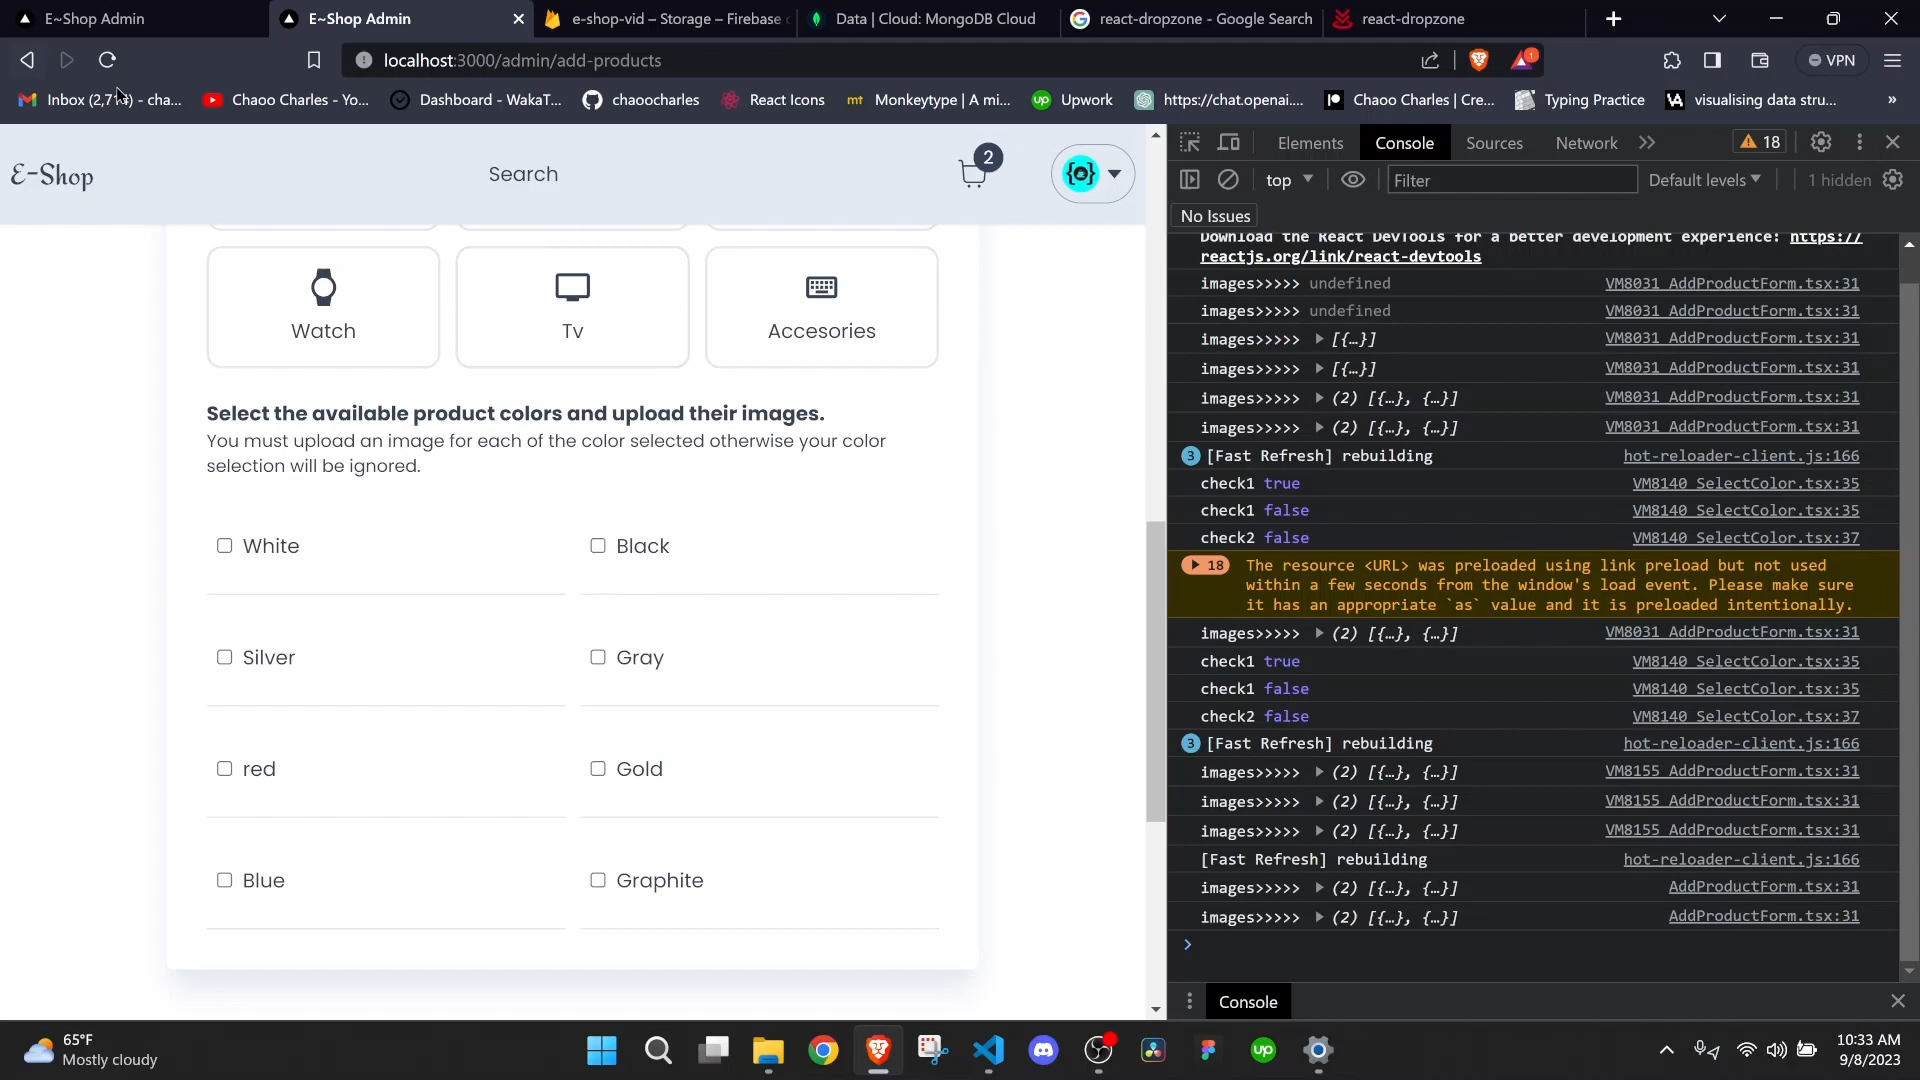 E~Shop Admin
E~Shop Admin
e-shop-vid – Storage – Firebase
Data | Cloud: MongoDB Cloud
react-dropzone - Google Search
react-dropzone
localhost:3000/admin/add-products
1
VPN
Inbox (2,7 cha...
Chaoo Charles - Yo...
Dashboard - WakaT...
chaoocharles
React Icons
mt Monkeytype | A mi...
up Upwork
https://chat.openai....
Chaoo Charles | Cre...
Typing Practice
VA visualising data stru...
»
E-Shop
Search
2
Watch
Tv
Accesories
Select the available product colors and upload their images.
You must upload an image for each of the color selected otherwise your color
selection will be ignored.
White
Black
Silver
Gray
red
Gold
Blue
Graphite
Elements
Console
Sources
Network
18
top
Filter
Default levels
1 hidden
No Issues
Download the React DevTools for a better development experience: https://
reactjs.org/link/react-devtools
images>>>>> undefined VM8031 AddProductForm.tsx:31
images>>>>> undefined VM8031 AddProductForm.tsx:31
images>>>>> [{…}] VM8031 AddProductForm.tsx:31
images>>>>> [{…}] VM8031 AddProductForm.tsx:31
images>>>>> (2) [{…}, {…}] VM8031 AddProductForm.tsx:31
images>>>>> (2) [{…}, {…}] VM8031 AddProductForm.tsx:31
3 [Fast Refresh] rebuilding hot-reloader-client.js:166
check1 true VM8140 SelectColor.tsx:35
check1 false VM8140 SelectColor.tsx:35
check2 false VM8140 SelectColor.tsx:37
18 The resource <URL> was preloaded using link preload but not used
within a few seconds from the window's load event. Please make sure
it has an appropriate `as` value and it is preloaded intentionally.
images>>>>> (2) [{…}, {…}] VM8031 AddProductForm.tsx:31
check1 true VM8140 SelectColor.tsx:35
check1 false VM8140 SelectColor.tsx:35
check2 false VM8140 SelectColor.tsx:37
3 [Fast Refresh] rebuilding hot-reloader-client.js:166
images>>>>> (2) [{…}, {…}] VM8155 AddProductForm.tsx:31
images>>>>> (2) [{…}, {…}] VM8155 AddProductForm.tsx:31
images>>>>> (2) [{…}, {…}] VM8155 AddProductForm.tsx:31
[Fast Refresh] rebuilding hot-reloader-client.js:166
images>>>>> (2) [{…}, {…}] AddProductForm.tsx:31
images>>>>> (2) [{…}, {…}] AddProductForm.tsx:31
Console
65°F
Mostly cloudy
up
10:33 AM
9/8/2023